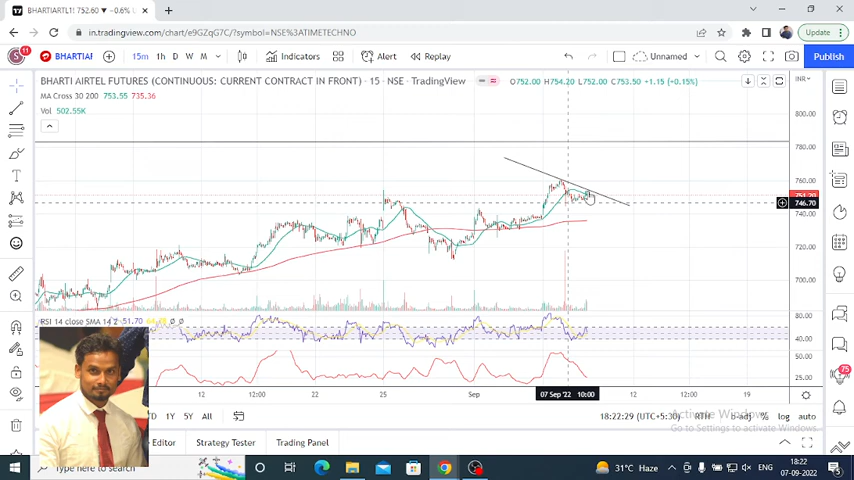 BHARTIARTL1! 752.60 ▼ −0.6%
in.tradingview.com/chart/e9GZqG7C/?symbol=NSE%3ATIMETECHNO
Update
11
BHARTIAR
15m
1h
D
W
M
Indicators
Alert
Replay
Unnamed
Publish
BHARTI AIRTEL FUTURES (CONTINUOUS: CURRENT CONTRACT IN FRONT) · 15 · NSE · TradingView
O752.00 H754.20 L752.00 C753.50 +1.15 (+0.15%)
INR
MA Cross 30 200 753.55 735.36
Vol 502.55K
800.00
780.00
760.00
746.70
740.00
720.00
700.00
RSI 14 close SMA 14 2 51.70
80.00
40.00
50.00
25.00
12
12:00
25
Sep
07 Sep '22 10:00
12
12:00
19
1Y
5Y
All
18:22:29 (UTC+5:30)
RTH
%
log
auto
75
Activate Windows
Go to Settings to activate Windows.
Editor
Strategy Tester
Trading Panel
Type here to search
31°C Haze
ENG
18:22
07-09-2022